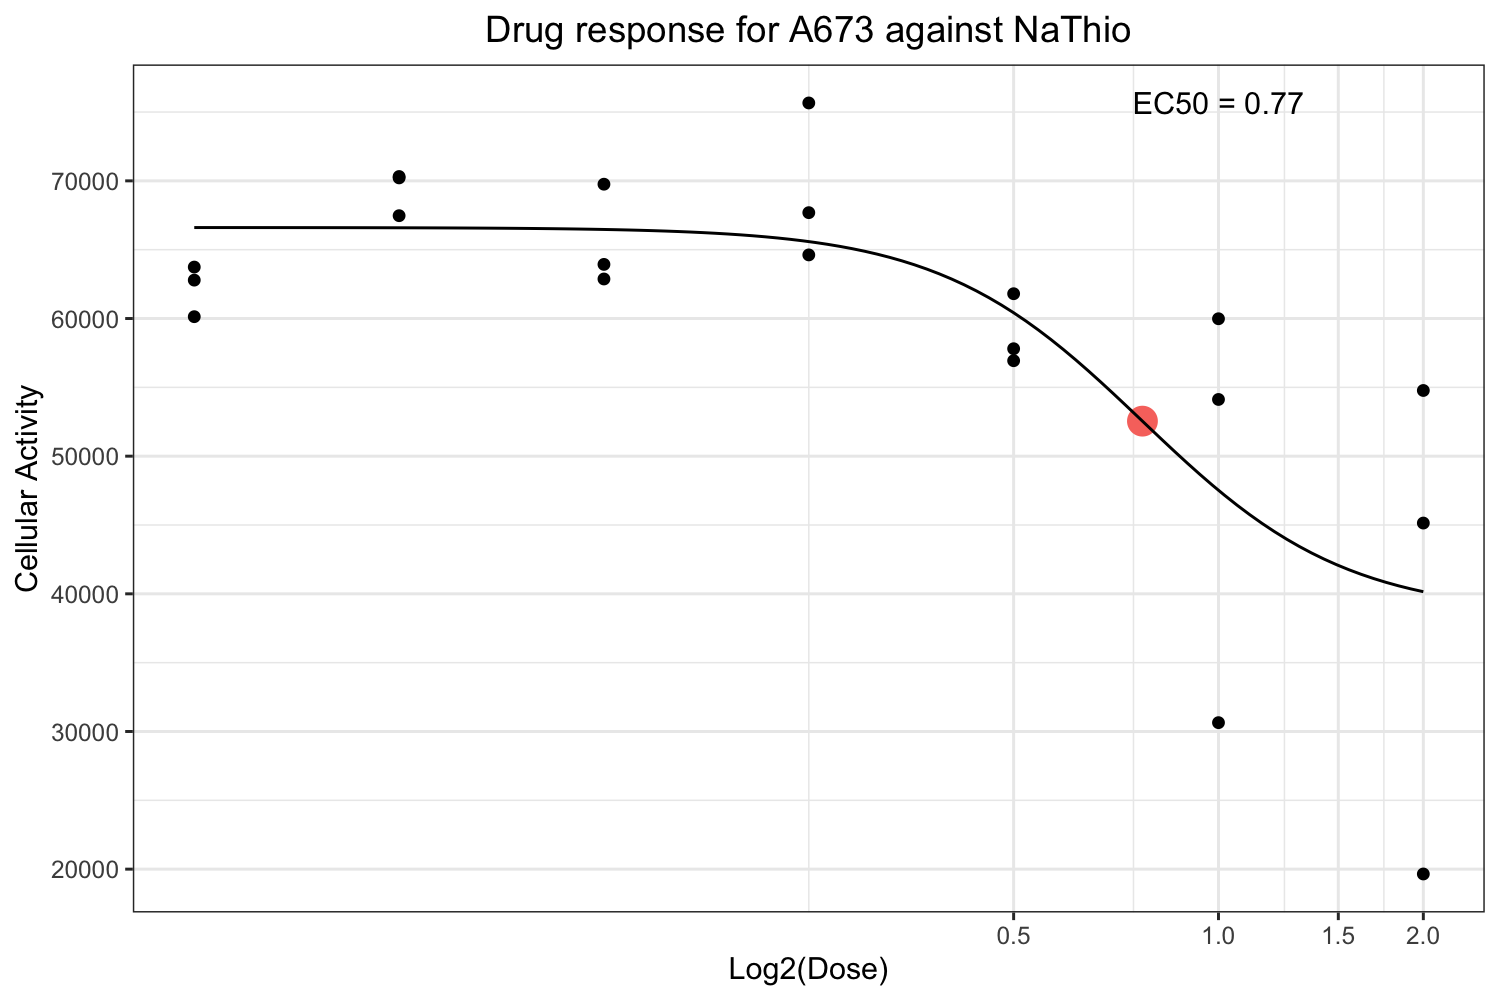 Drug response for A673 against NaThio
EC50 = 0.77
70000
60000
50000
40000
30000
20000
Cellular Activity
0.5 1.0 1.5 2.0
Log2(Dose)